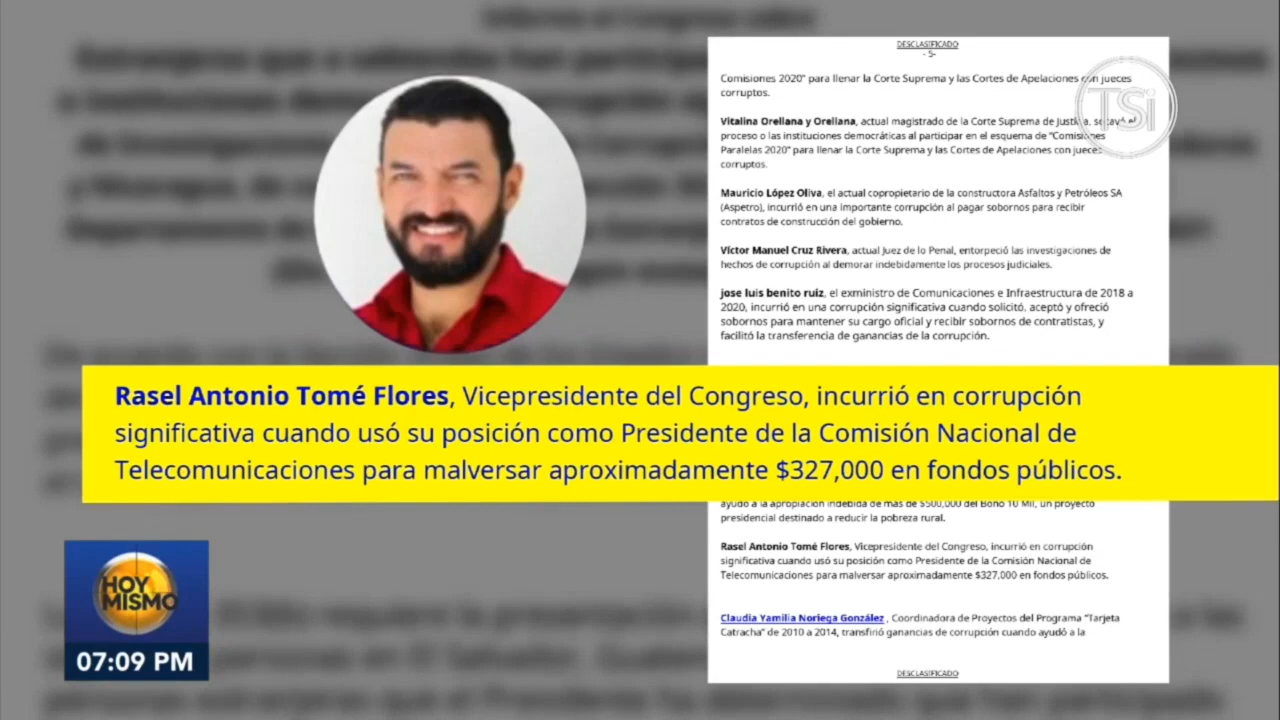 DESCLASIFICADO
- 5-
Comisiones 2020" para llenar la Corte Suprema y las Cortes de Apelaciones con jueces
corruptos.
Vitalina Orellana y Orellana, actual magistrado de la Corte Suprema de Justicia, socavó el
proceso o las instituciones democráticas al participar en el esquema de "Comisiones
Paralelas 2020" para llenar la Corte Suprema y las Cortes de Apelaciones con jueces
corruptos.
TSi
Mauricio López Oliva, el actual copropietario de la constructora Asfaltos y Petróleos SA
(Aspetro), incurrió en una importante corrupción al pagar sobornos para recibir
contratos de construcción del gobierno.
Víctor Manuel Cruz Rivera, actual Juez de lo Penal, entorpeció las investigaciones de
hechos de corrupción al demorar indebidamente los procesos judiciales.
jose luis benito ruiz, el exministro de Comunicaciones e Infraestructura de 2018 a
2020, incurrió en una corrupción significativa cuando solicitó, aceptó y ofreció
sobornos para mantener su cargo oficial y recibir sobornos de contratistas, y
facilitó la transferencia de ganancias de la corrupción.
Rasel Antonio Tomé Flores, Vicepresidente del Congreso, incurrió en corrupción
significativa cuando usó su posición como Presidente de la Comisión Nacional de
Telecomunicaciones para malversar aproximadamente $327,000 en fondos públicos.
ayudó a la apropiación indebida de más de $500,000 del Bono 10 Mil, un proyecto
presidencial destinado a reducir la pobreza rural.
Rasel Antonio Tomé Flores, Vicepresidente del Congreso, incurrió en corrupción
significativa cuando usó su posición como Presidente de la Comisión Nacional de
Telecomunicaciones para malversar aproximadamente $327,000 en fondos públicos.
Claudia Yamilia Noriega González , Coordinadora de Proyectos del Programa "Tarjeta
Catracha" de 2010 a 2014, transfirió ganancias de corrupción cuando ayudó a la
DESCLASIFICADO
HOY
MISMO
07:09 PM